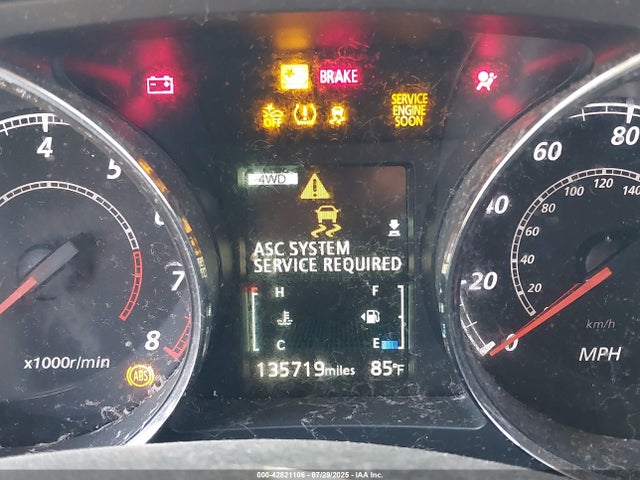 BRAKE
OFF
SERVICE
ENGINE
SOON
4WD
ASC SYSTEM
SERVICE REQUIRED
H F
C E
135719miles 85°F
4
5
6
7
8
x1000r/min
ABS
0
20
40
60
80
40
80
100
120
140
km/h
MPH
000-42821106 - 07/29/2025 - IAA Inc.